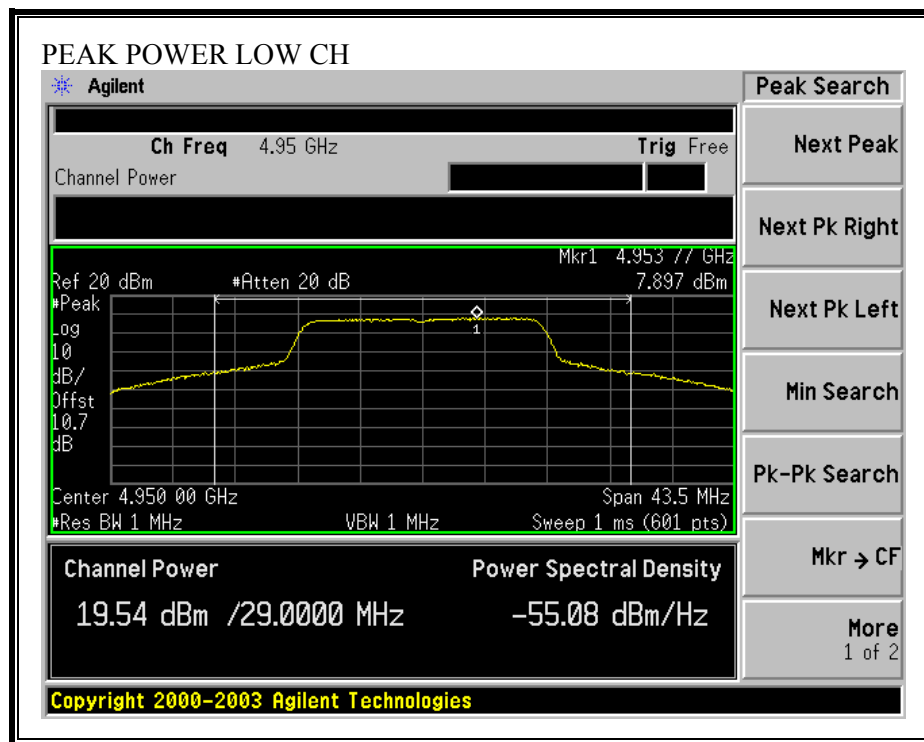 PEAK POWER LOW CH
Agilent
Peak Search
Ch Freq 4.95 GHz Trig Free
Channel Power
Next Peak
Next Pk Right
Next Pk Left
Min Search
Pk-Pk Search
Mkr → CF
More
1 of 2
Mkr1 4.953 77 GHz
Ref 20 dBm #Atten 20 dB 7.897 dBm
#Peak
Log
10
dB/
Offst
10.7
dB
1
Center 4.950 00 GHz Span 43.5 MHz
#Res BW 1 MHz VBW 1 MHz Sweep 1 ms (601 pts)
Channel Power Power Spectral Density
19.54 dBm /29.0000 MHz -55.08 dBm/Hz
Copyright 2000-2003 Agilent Technologies